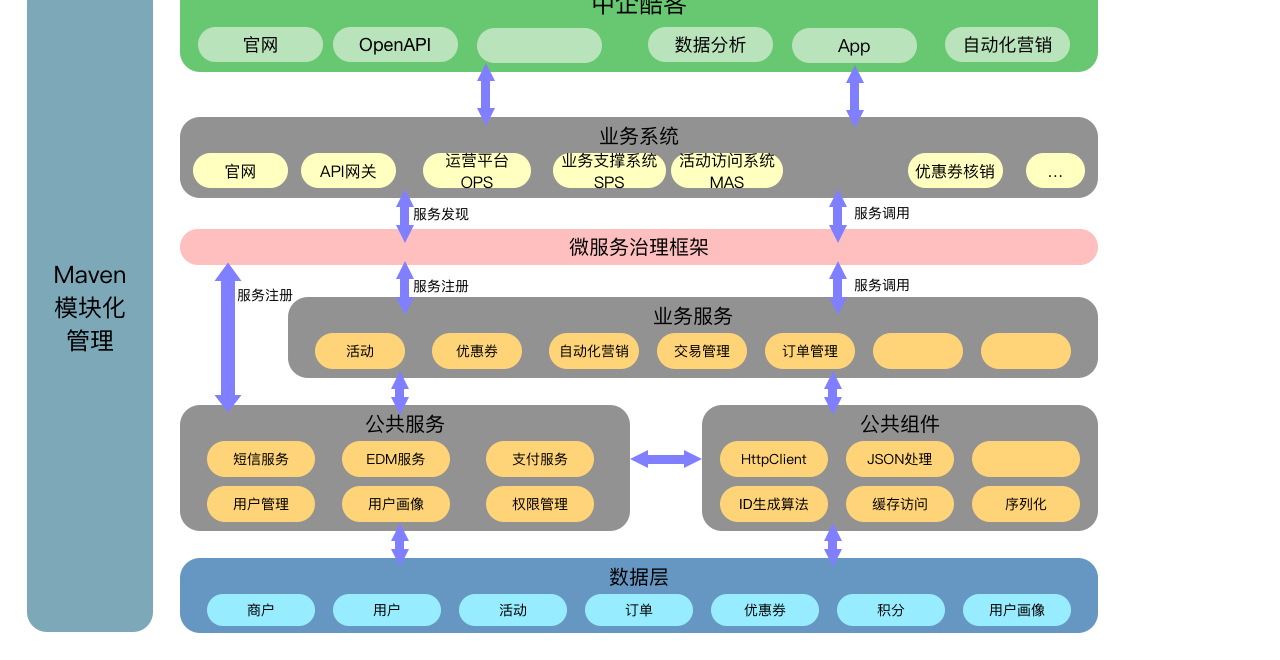 中企酷客
官网
OpenAPI
数据分析
App
自动化营销
业务系统
官网
API网关
运营平台
OPS
业务支撑系统
SPS
活动访问系统
MAS
优惠券核销
...
服务发现
服务调用
微服务治理框架
Maven
模块化
管理
服务注册
服务注册
服务调用
业务服务
活动
优惠券
自动化营销
交易管理
订单管理
公共服务
短信服务
EDM服务
支付服务
用户管理
用户画像
权限管理
公共组件
HttpClient
JSON处理
ID生成算法
缓存访问
序列化
数据层
商户
用户
活动
订单
优惠券
积分
用户画像